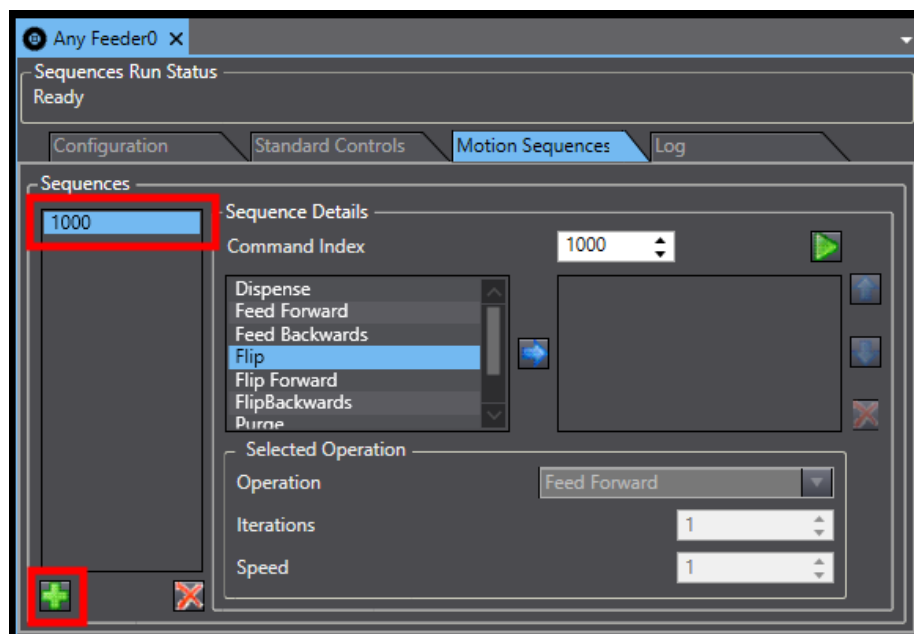 Any Feeder0
Sequences Run Status
Ready
Configuration
Standard Controls
Motion Sequences
Log
Sequences
1000
Sequence Details
Command Index
1000
Dispense
Feed Forward
Feed Backwards
Flip
Flip Forward
FlipBackwards
Purge
Selected Operation
Operation
Feed Forward
Iterations
1
Speed
1